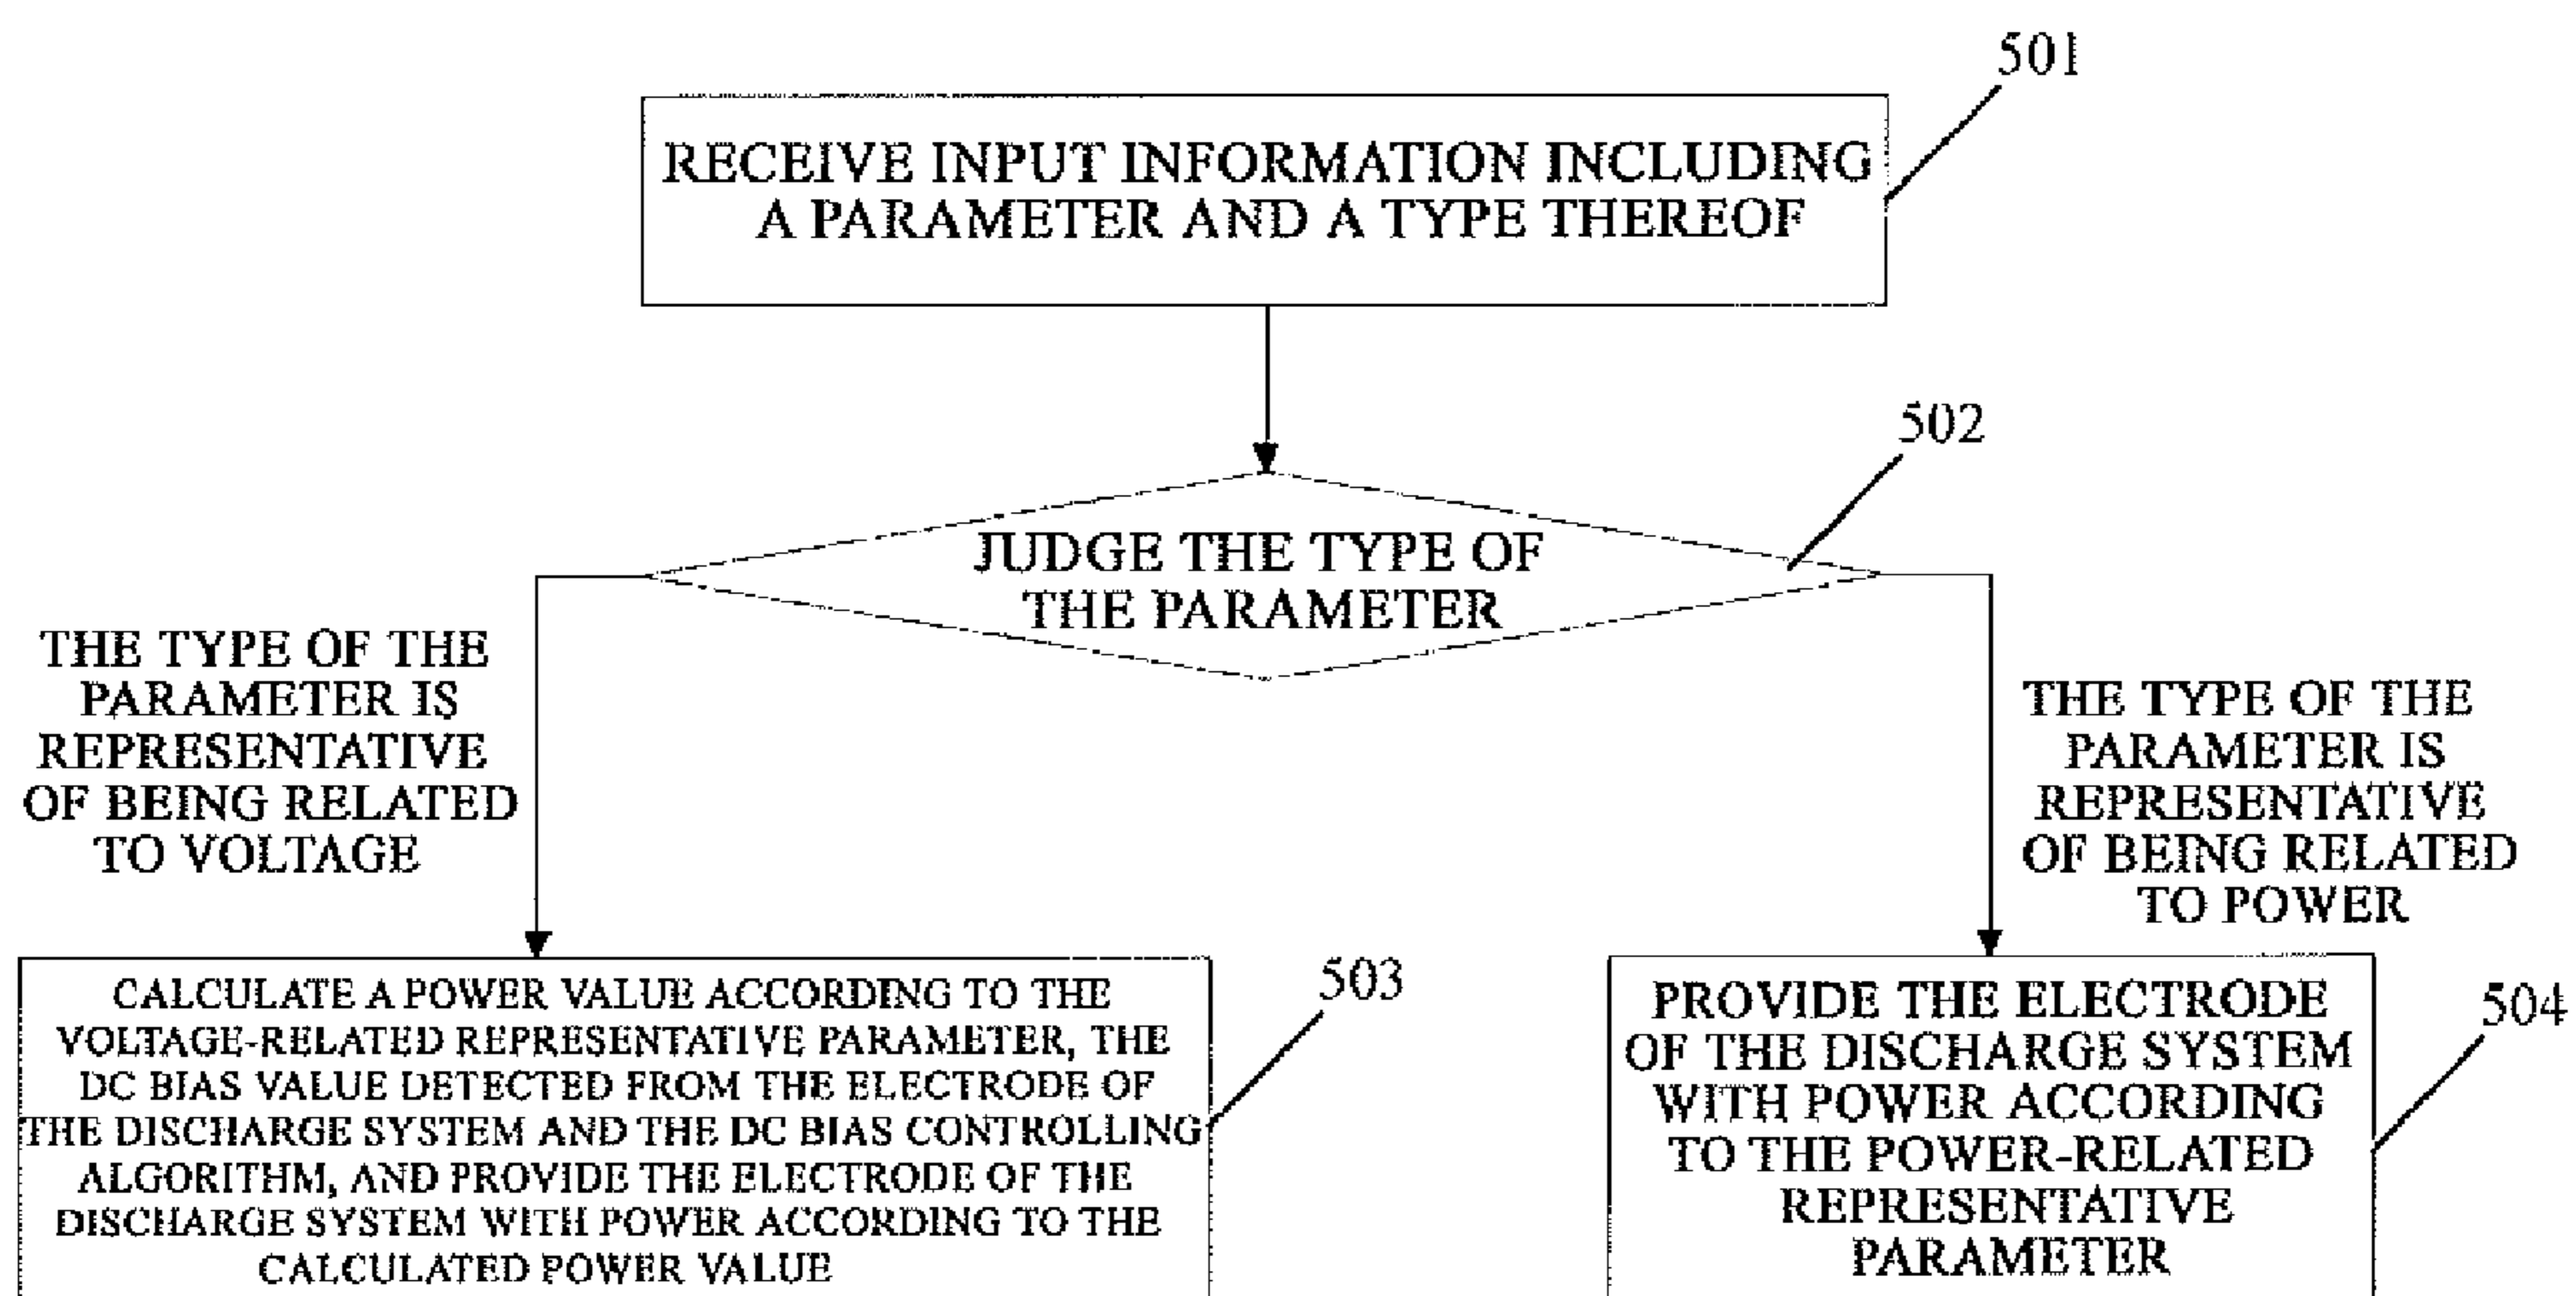 501
RECEIVE INPUT INFORMATION INCLUDING
A PARAMETER AND A TYPE THEREOF
502
JUDGE THE TYPE OF
THE PARAMETER
THE TYPE OF THE
PARAMETER IS
REPRESENTATIVE
OF BEING RELATED
TO VOLTAGE
THE TYPE OF THE
PARAMETER IS
REPRESENTATIVE
OF BEING RELATED
TO POWER
503
CALCULATE A POWER VALUE ACCORDING TO THE
VOLTAGE-RELATED REPRESENTATIVE PARAMETER, THE
DC BIAS VALUE DETECTED FROM THE ELECTRODE OF
THE DISCHARGE SYSTEM AND THE DC BIAS CONTROLLING
ALGORITHM, AND PROVIDE THE ELECTRODE OF THE
DISCHARGE SYSTEM WITH POWER ACCORDING TO THE
CALCULATED POWER VALUE
504
PROVIDE THE ELECTRODE
OF THE DISCHARGE SYSTEM
WITH POWER ACCORDING
TO THE POWER-RELATED
REPRESENTATIVE
PARAMETER